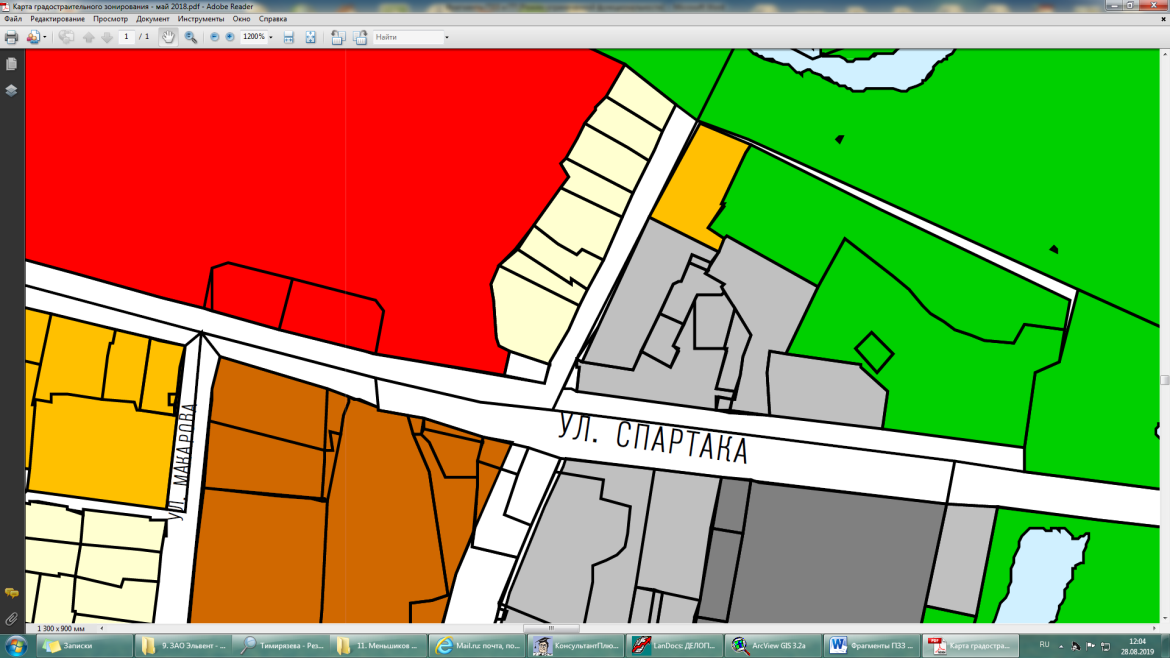 Карта градостроительного зонирования - май 2018.pdf - Adobe Reader
Файл Редактирование Просмотр Документ Инструменты Окно Справка
1 / 1 1200% Найти
УЛ. МАКАРОВА
УЛ. СПАРТАКА
1 300 x 900 мм
Записки
9. ЗАО Эльвент - ...
Тимирязева - Рез...
11. Меньшиков ...
Mail.ru: почта, по...
КонсультантПлю...
LanDocs: ДЕЛОП...
ArcView GIS 3.2a
Фрагменты ПЗЗ ...
Карта градостра...
RU
12:04
28.08.2019